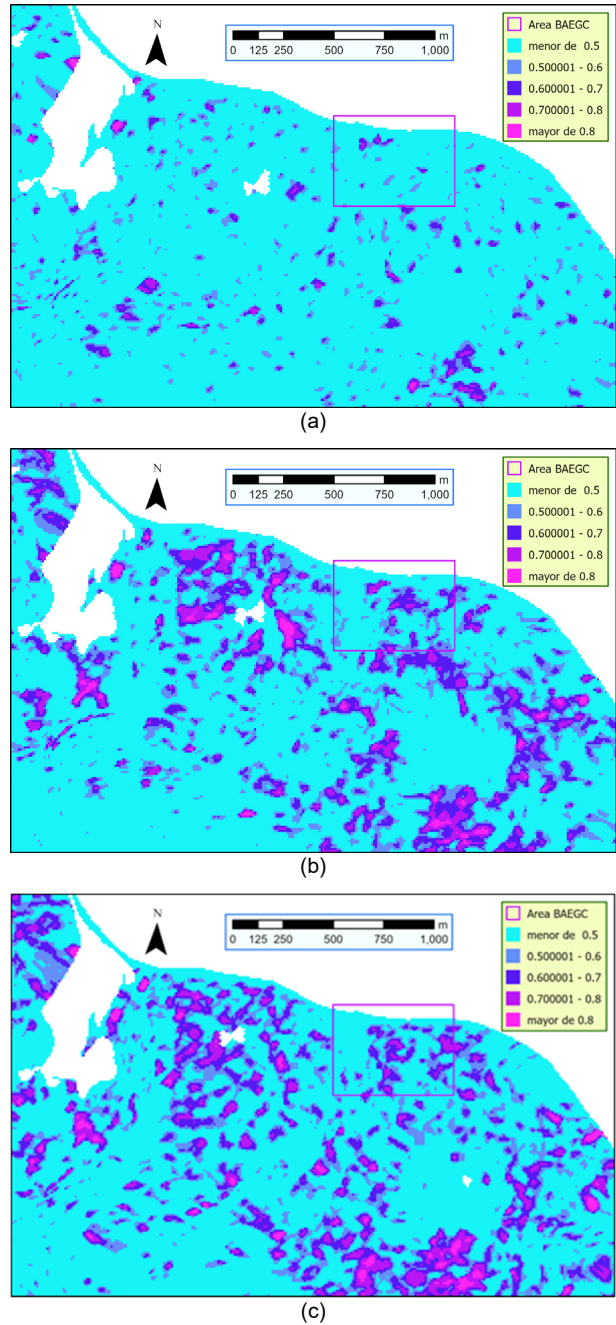 N
m
0 125 250 500 750 1,000
Area BAEGC
menor de 0.5
0.500001 - 0.6
0.600001 - 0.7
0.700001 - 0.8
mayor de 0.8
(a)
N
m
0 125 250 500 750 1,000
Area BAEGC
menor de 0.5
0.500001 - 0.6
0.600001 - 0.7
0.700001 - 0.8
mayor de 0.8
(b)
N
m
0 125 250 500 750 1,000
Area BAEGC
menor de 0.5
0.500001 - 0.6
0.600001 - 0.7
0.700001 - 0.8
mayor de 0.8
(c)